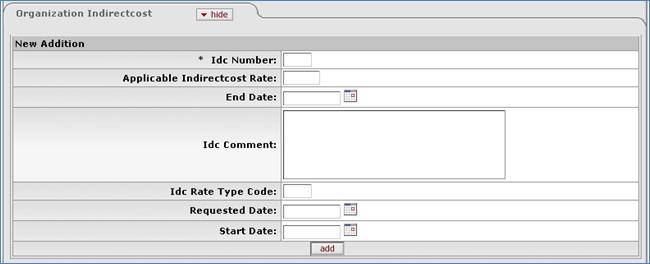 Organization Indirectcost hide
New Addition
* Idc Number:
Applicable Indirectcost Rate:
End Date:
Idc Comment:
Idc Rate Type Code:
Requested Date:
Start Date:
add